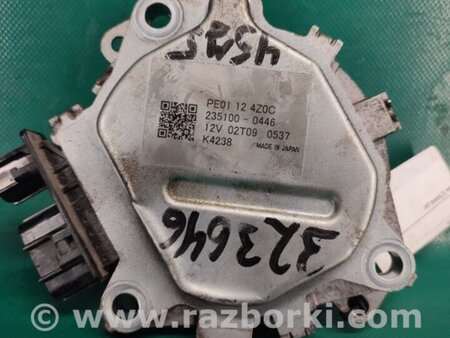 PE01 12 4Z0C
235100-0446
12V 02T09 0537
K4238 MADE IN JAPAN
323646
www.razborki.com